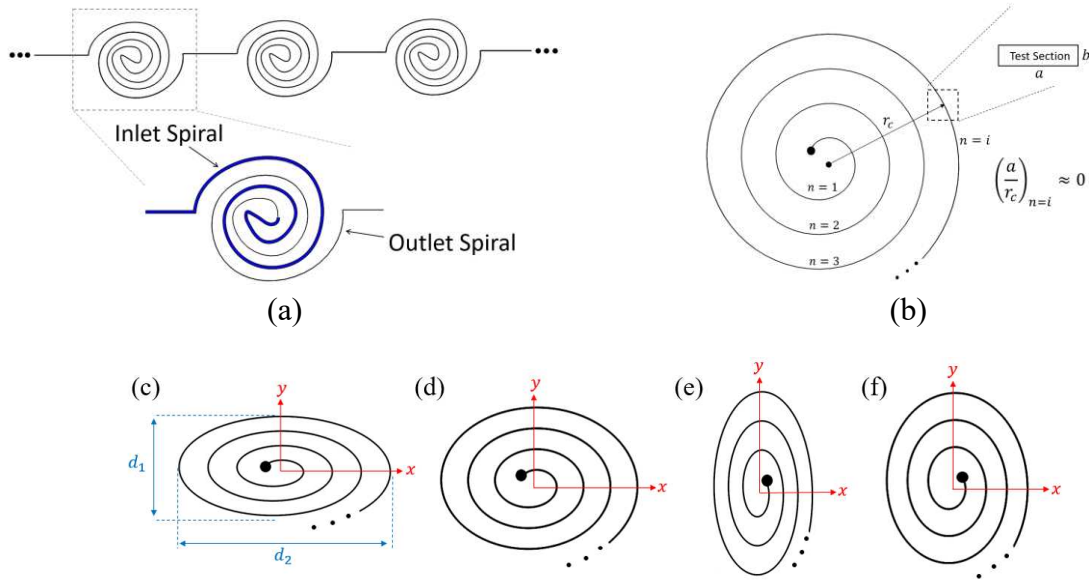 Inlet Spiral
Outlet Spiral
(a)
Test Section
b
a
r_c
n = i
n = 1
n = 2
n = 3
(a/r_c)_{n=i} ≈ 0
(b)
(c)
y
x
d_1
d_2
(d)
y
x
(e)
y
x
(f)
y
x